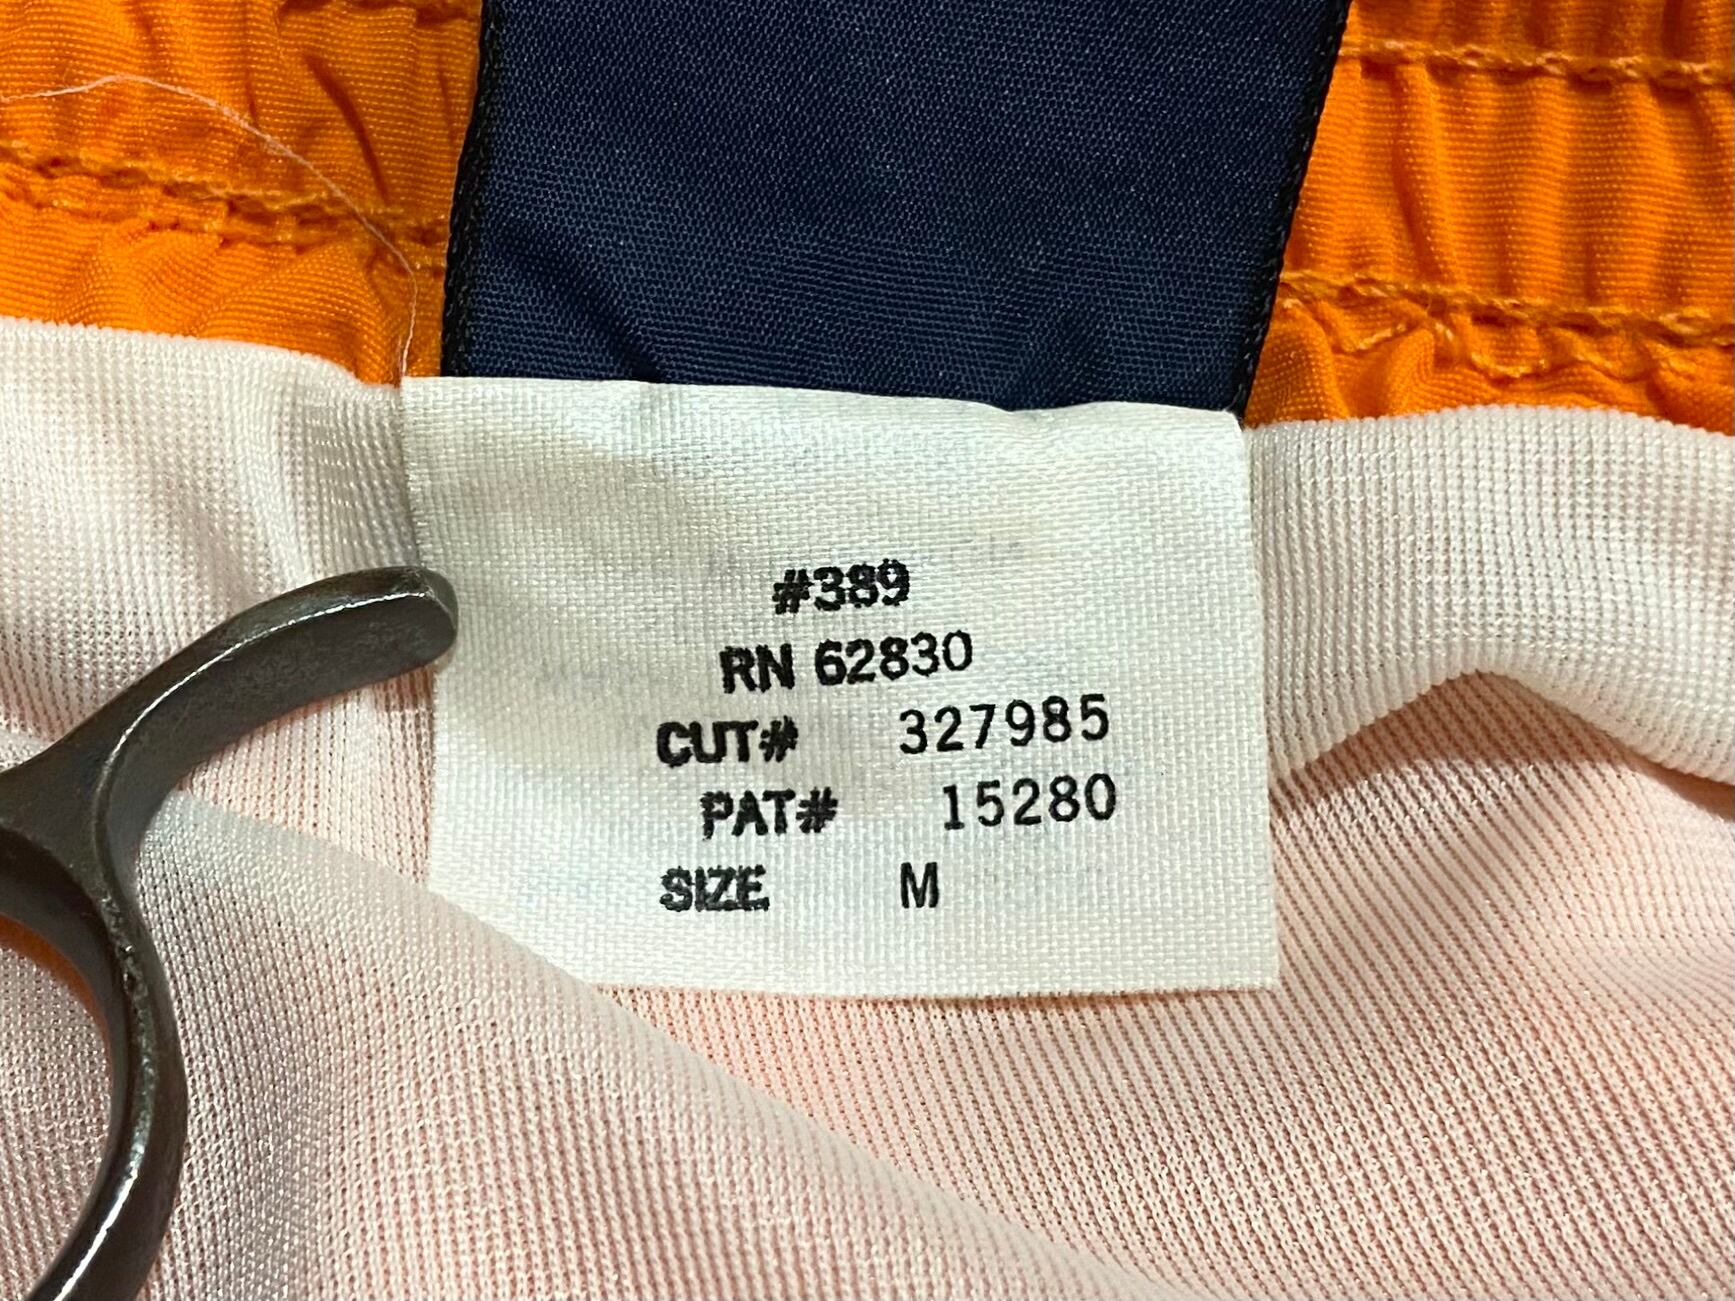 #389
RN 62830
CUT# 327985
PAT# 15280
SIZE M